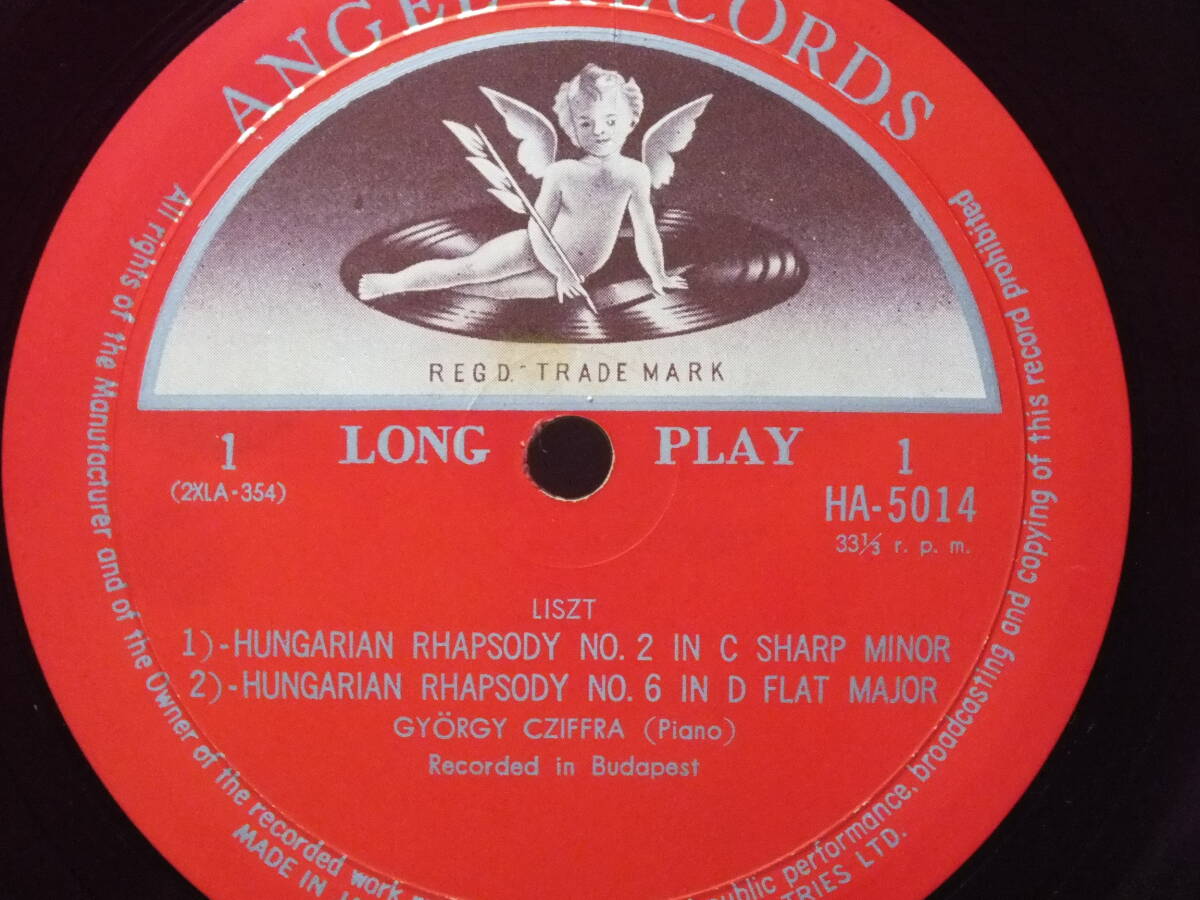 ANGEL RECORDS
REGD. TRADE MARK
1 LONG PLAY 1
(2XLA-354) HA-5014
33⅓ r. p. m.
LISZT
1)-HUNGARIAN RHAPSODY NO. 2 IN C SHARP MINOR
2)-HUNGARIAN RHAPSODY NO. 6 IN D FLAT MAJOR
GYÖRGY CZIFFRA (Piano)
Recorded in Budapest
All rights of the Manufacturer and of the Owner of the recorded work
public performance, broadcasting and copying of this record prohibited
MADE IN
LTD.